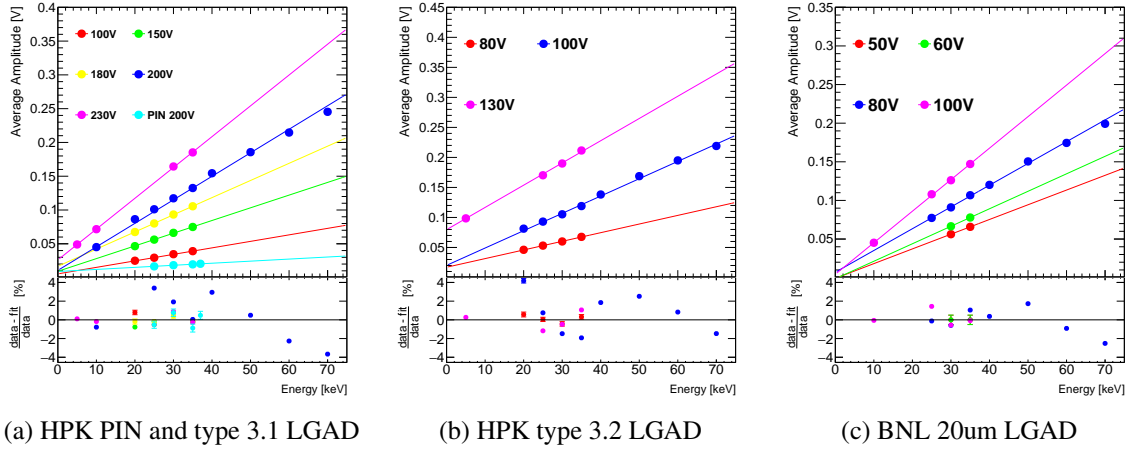 Average Amplitude [V]
0.4
0.35
0.3
0.25
0.2
0.15
0.1
0.05
100V 150V
180V 200V
230V PIN 200V
data - fit
data
[%]
4
2
0
−2
−4
0 10 20 30 40 50 60 70
Energy [keV]
(a) HPK PIN and type 3.1 LGAD
Average Amplitude [V]
0.45
0.4
0.35
0.3
0.25
0.2
0.15
0.1
0.05
0
80V 100V
130V
data - fit
data
[%]
4
2
0
−2
−4
0 10 20 30 40 50 60 70
Energy [keV]
(b) HPK type 3.2 LGAD
Average Amplitude [V]
0.35
0.3
0.25
0.2
0.15
0.1
0.05
0
50V 60V
80V 100V
data - fit
data
[%]
4
2
0
−2
−4
0 10 20 30 40 50 60 70
Energy [keV]
(c) BNL 20um LGAD